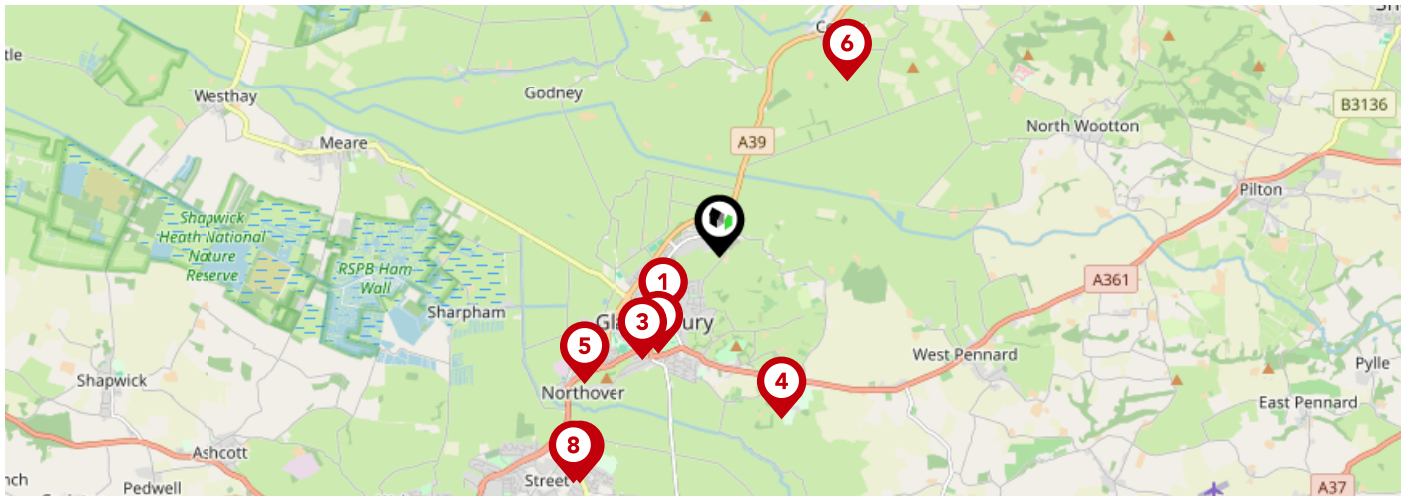 6
tle
Westhay
Godney
B3136
North Wootton
Meare
A39
Pilton
Shapwick
Heath National
Nature
Reserve
RSPB Ham
Wall
A361
1
Sharpham
3
5
West Pennard
Pylle
Shapwick
4
Northover
East Pennard
8
Ashcott
Street
Pedwell
A37